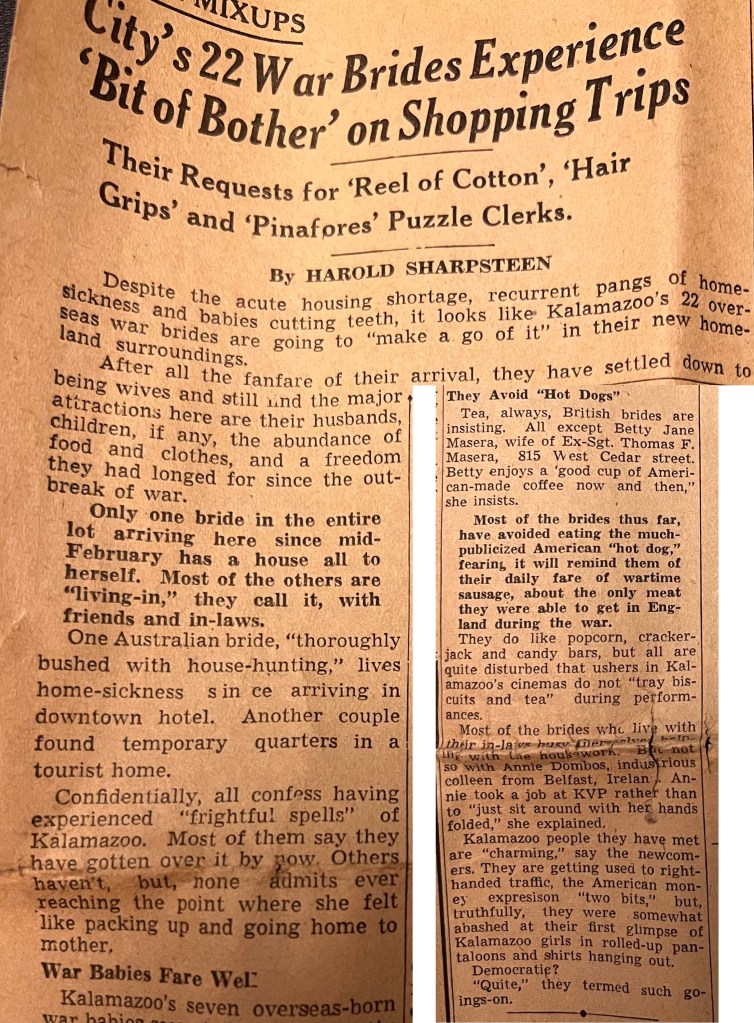 MIXUPS
City's 22 War Brides Experience
'Bit of Bother' on Shopping Trips
Their Requests for 'Reel of Cotton', 'Hair
Grips' and 'Pinafores' Puzzle Clerks.
By HAROLD SHARPSTEEN
Despite the acute housing shortage, recurrent pangs of home-
sickness and babies cutting teeth, it looks like Kalamazoo's 22 over-
seas war brides are going to "make a go of it" in their new home-
land surroundings.
After all the fanfare of their arrival, they have settled down to
being wives and still find the major
attractions here are their husbands,
children, if any, the abundance of
food and clothes, and a freedom
they had longed for since the out-
break of war.
Only one bride in the entire
lot arriving here since mid-
February has a house all to
herself. Most of the others are
"living-in," they call it, with
friends and in-laws.
One Australian bride, "thoroughly
bushed with house-hunting," lives
home-sickness since arriving in
downtown hotel. Another couple
found temporary quarters in a
tourist home.
Confidentially, all confess having
experienced "frightful spells" of
Kalamazoo. Most of them say they
have gotten over it by now. Others
haven't, but, none admits ever
reaching the point where she felt
like packing up and going home to
mother.
War Babies Fare Well
Kalamazoo's seven overseas-born
war babies
They Avoid "Hot Dogs"
Tea, always, British brides are
insisting. All except Betty Jane
Masera, wife of Ex-Sgt. Thomas F.
Masera, 815 West Cedar street.
Betty enjoys a 'good cup of Ameri-
can-made coffee now and then,"
she insists.
Most of the brides thus far,
have avoided eating the much-
publicized American "hot dog,"
fearing it will remind them of
their daily fare of wartime
sausage, about the only meat
they were able to get in Eng-
land during the war.
They do like popcorn, cracker-
jack and candy bars, but all are
quite disturbed that ushers in Kal-
amazoo's cinemas do not "tray bis-
cuits and tea" during perform-
ances.
Most of the brides who live with
their in-laws busy themselves help-
ing with the housework. But not
so with Annie Dombos, industrious
colleen from Belfast, Ireland. An-
nie took a job at KVP rather than
to "just sit around with her hands
folded," she explained.
Kalamazoo people they have met
are "charming," say the newcom-
ers. They are getting used to right-
handed traffic, the American mon-
ey expresison "two bits," but,
truthfully, they were somewhat
abashed at their first glimpse of
Kalamazoo girls in rolled-up pan-
taloons and shirts hanging out.
Democratic?
"Quite," they termed such go-
ings-on.